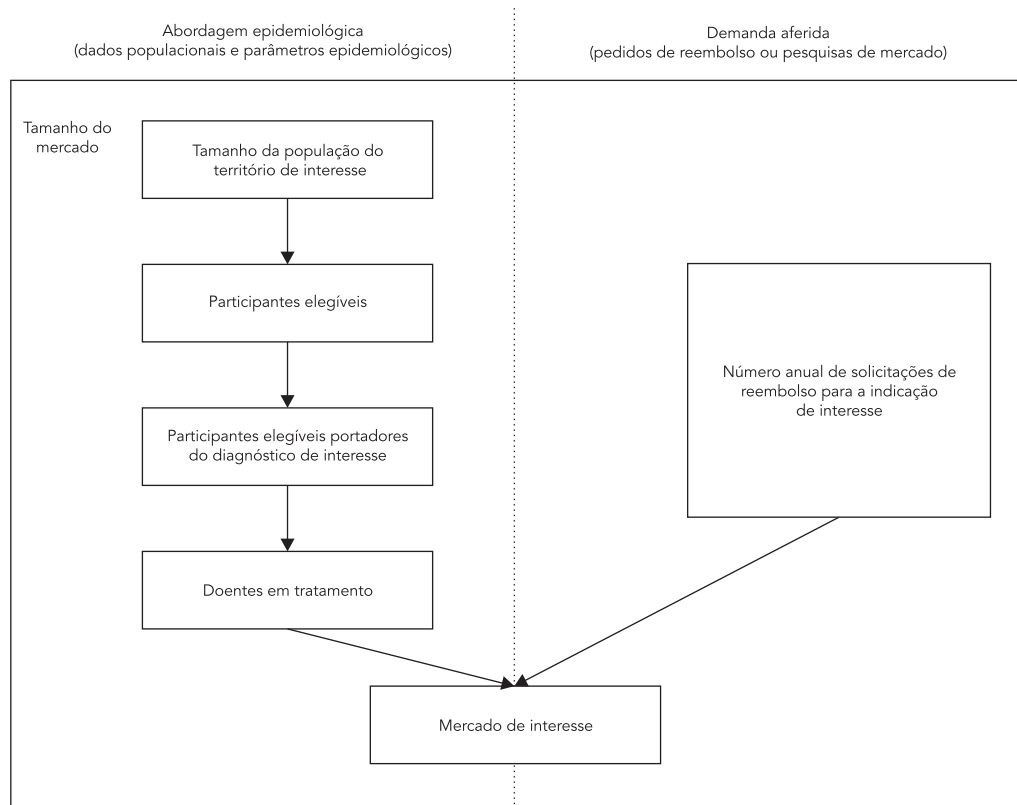 Abordagem epidemiológica
(dados populacionais e parâmetros epidemiológicos)
Demanda aferida
(pedidos de reembolso ou pesquisas de mercado)
Tamanho do
mercado
Tamanho da população do
território de interesse
Participantes elegíveis
Participantes elegíveis portadores
do diagnóstico de interesse
Doentes em tratamento
Número anual de solicitações de
reembolso para a indicação
de interesse
Mercado de interesse